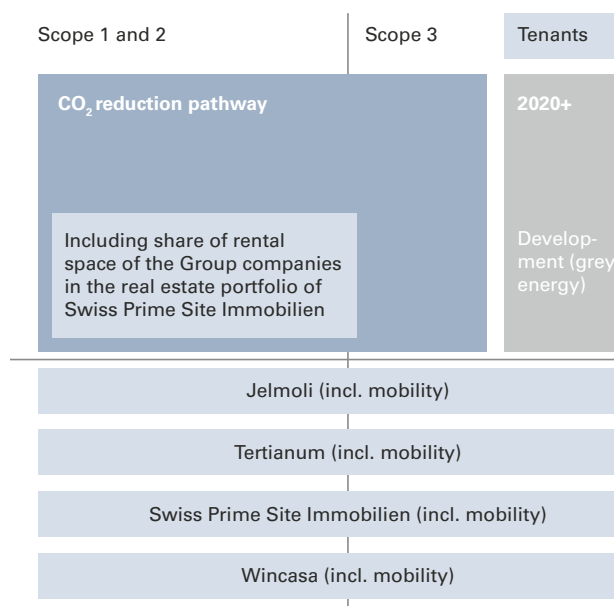 Scope 1 and 2
Scope 3
Tenants
CO₂ reduction pathway
2020+
Including share of rental
space of the Group companies
in the real estate portfolio of
Swiss Prime Site Immobilien
Develop-
ment (grey
energy)
Jelmoli (incl. mobility)
Tertianum (incl. mobility)
Swiss Prime Site Immobilien (incl. mobility)
Wincasa (incl. mobility)